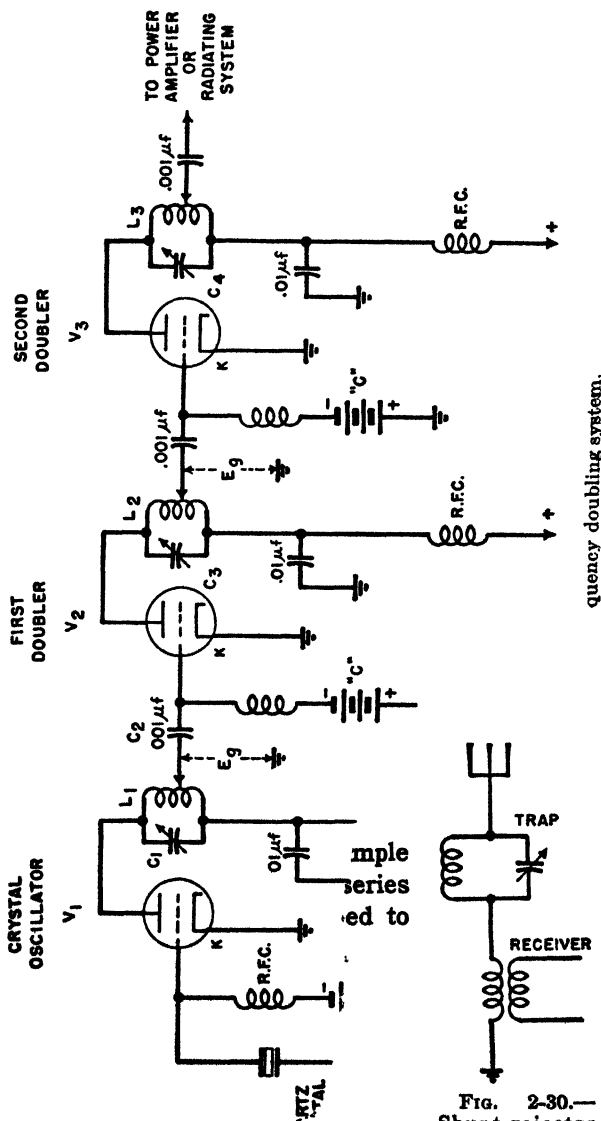 CRYSTAL
OSCILLATOR
V1
FIRST
DOUBLER
V2
SECOND
DOUBLER
V3
TO POWER
AMPLIFIER
OR
RADIATING
SYSTEM
L1
C1
K
R.F.C.
-
.01µf
C2
.001µf
Eg
L2
C3
K
"C"
-
+
.01µf
R.F.C.
+
.001µf
Eg
L3
C4
K
"C"
-
+
.01µf
R.F.C.
+
.001µf
quency doubling system.
mple
series
ed to
TRAP
RECEIVER
FIG. 2-30.—